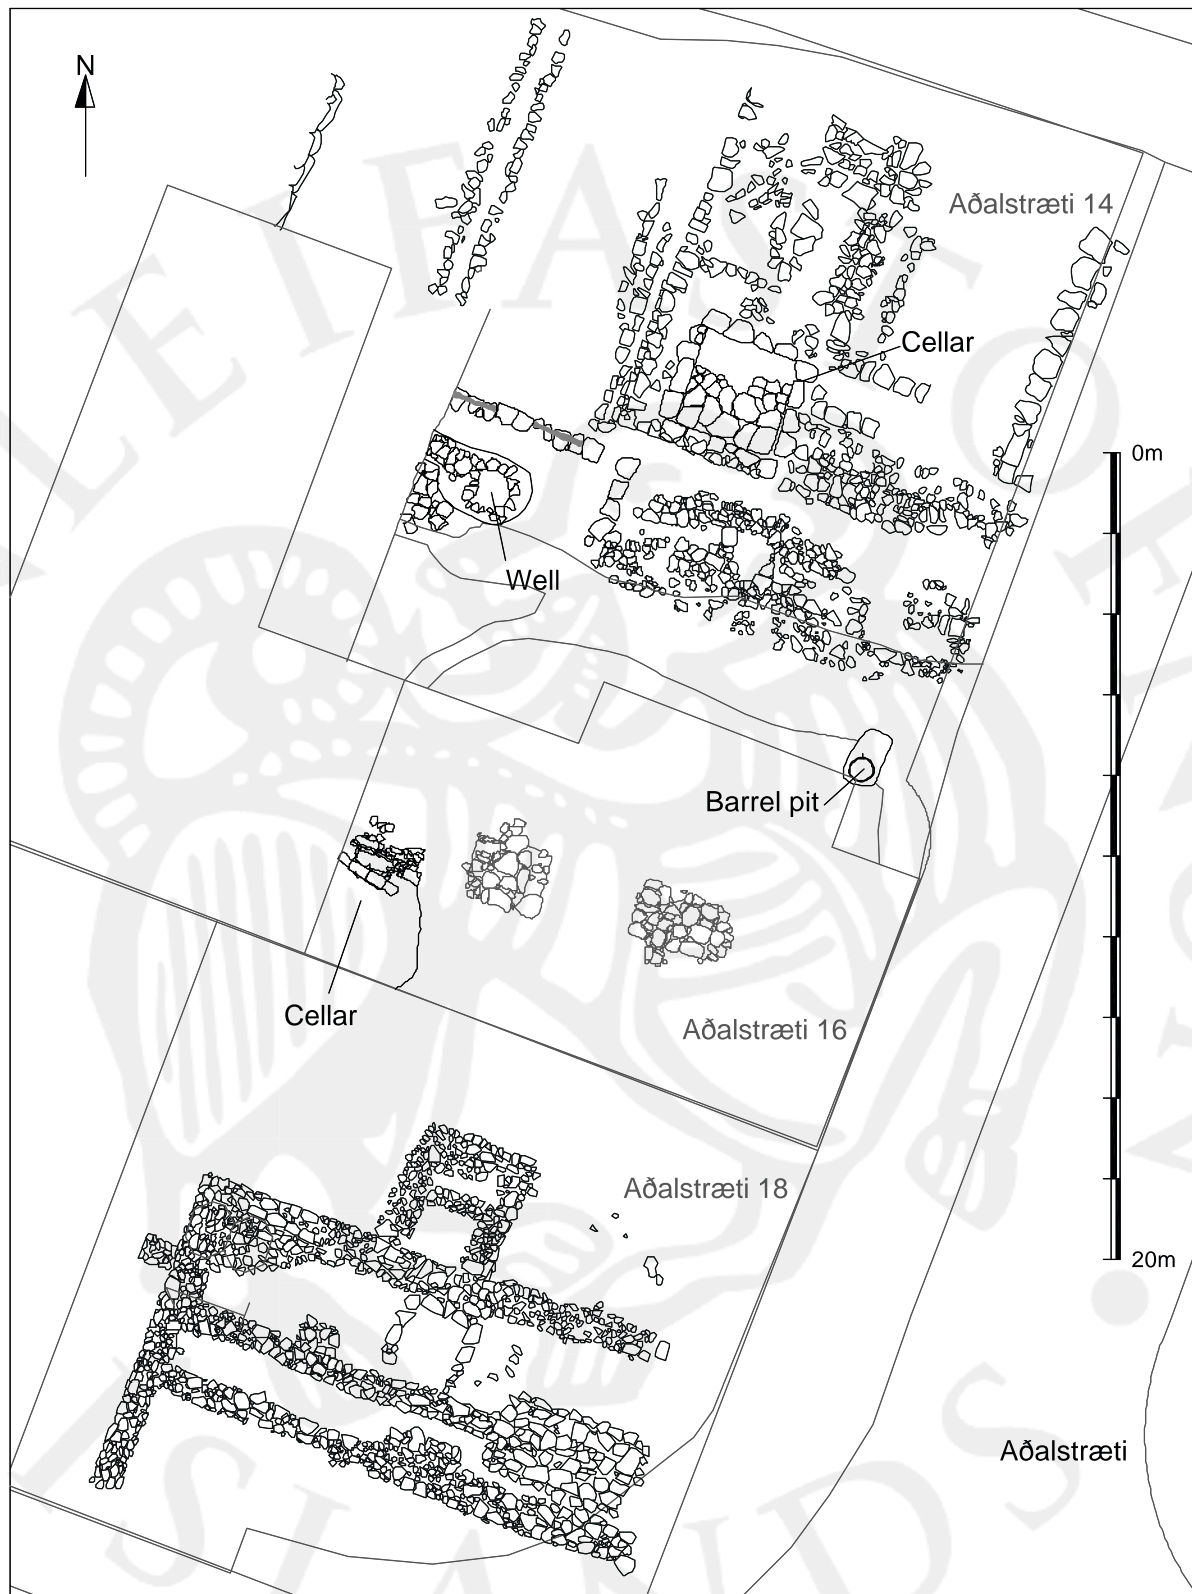 N
Aðalstræti 14
Cellar
0m
Well
Barrel pit
Cellar
Aðalstræti 16
Aðalstræti 18
20m
Aðalstræti